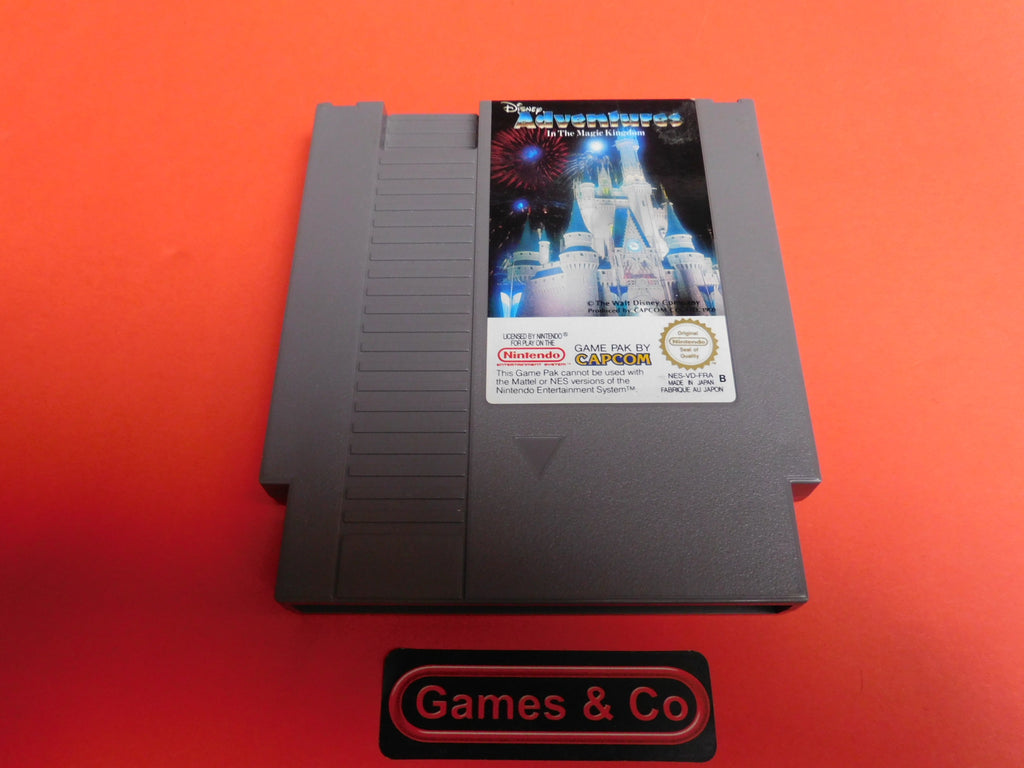 Disney
Adventures
In The Magic Kingdom
© The Walt Disney Company
Produced by CAPCOM
LICENSED BY NINTENDO®
FOR PLAY ON THE
Nintendo
ENTERTAINMENT SYSTEM™
GAME PAK BY
CAPCOM
Original
Nintendo
Seal of
Quality
This Game Pak cannot be used with
the Mattel or NES versions of the
Nintendo Entertainment System™.
NES-VD-FRA
MADE IN JAPAN
FABRIQUE AU JAPON
B
Games & Co